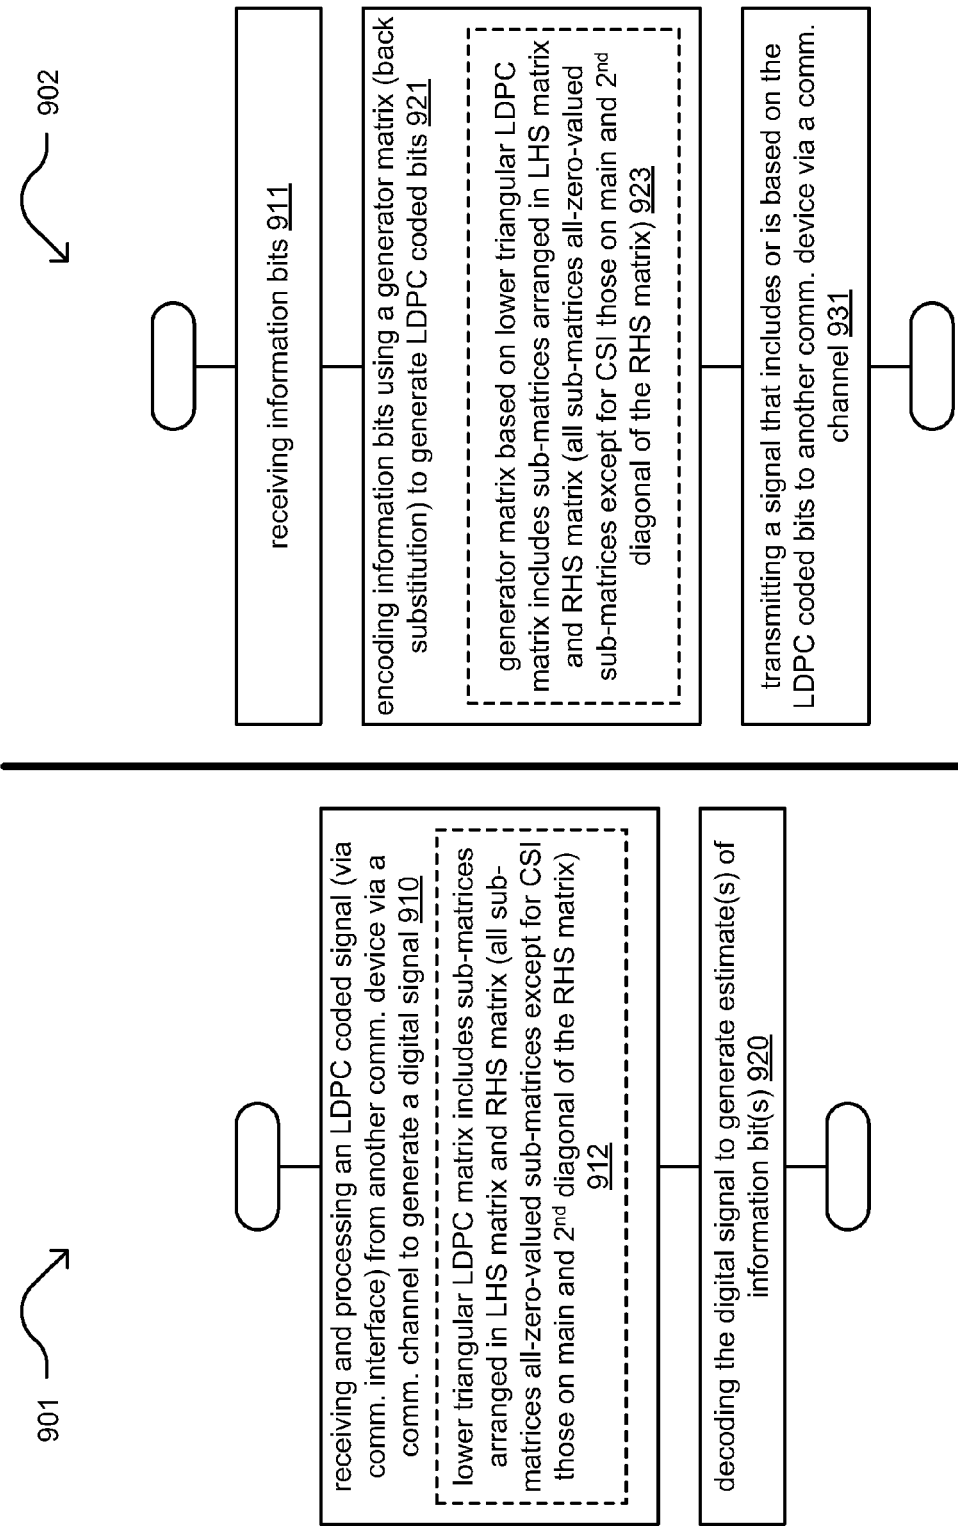 901
receiving and processing an LDPC coded signal (via
comm. interface) from another comm. device via a
comm. channel to generate a digital signal 910
lower triangular LDPC matrix includes sub-matrices
arranged in LHS matrix and RHS matrix (all sub-
matrices all-zero-valued sub-matrices except for CSI
those on main and 2nd diagonal of the RHS matrix)
912
decoding the digital signal to generate estimate(s) of
information bit(s) 920
902
receiving information bits 911
encoding information bits using a generator matrix (back
substitution) to generate LDPC coded bits 921
generator matrix based on lower triangular LDPC
matrix includes sub-matrices arranged in LHS matrix
and RHS matrix (all sub-matrices all-zero-valued
sub-matrices except for CSI those on main and 2nd
diagonal of the RHS matrix) 923
transmitting a signal that includes or is based on the
LDPC coded bits to another comm. device via a comm.
channel 931